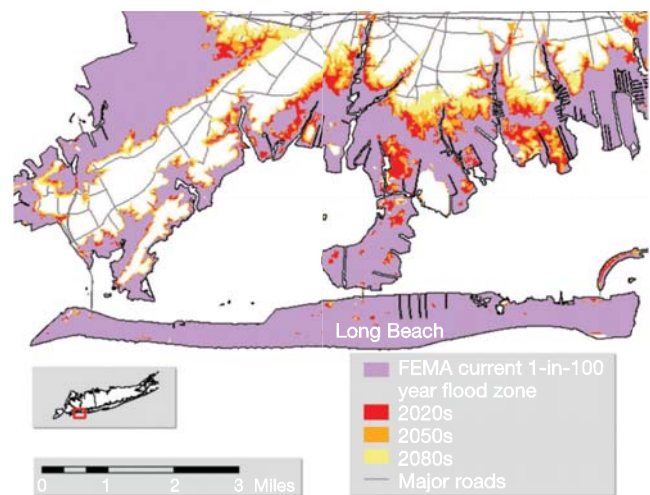 Long Beach
FEMA current 1-in-100
year flood zone
2020s
2050s
2080s
Major roads
0 1 2 3 Miles